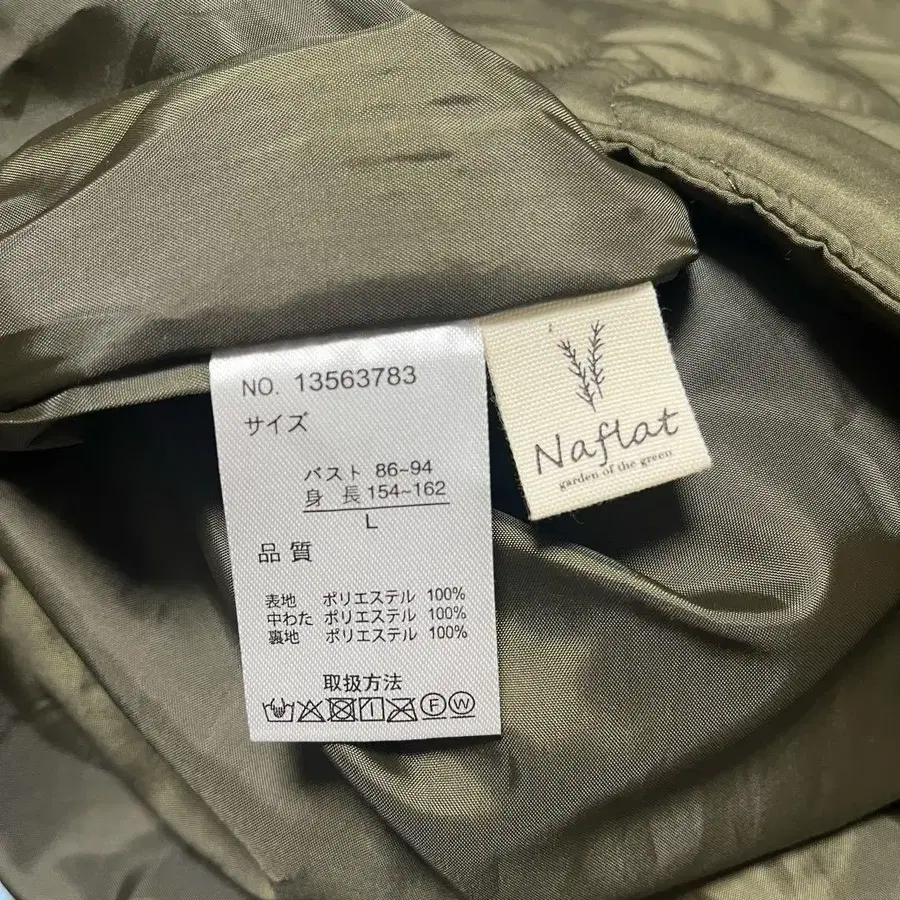 NO. 13563783
サイズ
バスト 86~94
身 長 154~162
L
品 質
表地 ポリエステル 100%
中わた ポリエステル 100%
裏地 ポリエステル 100%
取扱方法
F W
Naflat
garden of the green